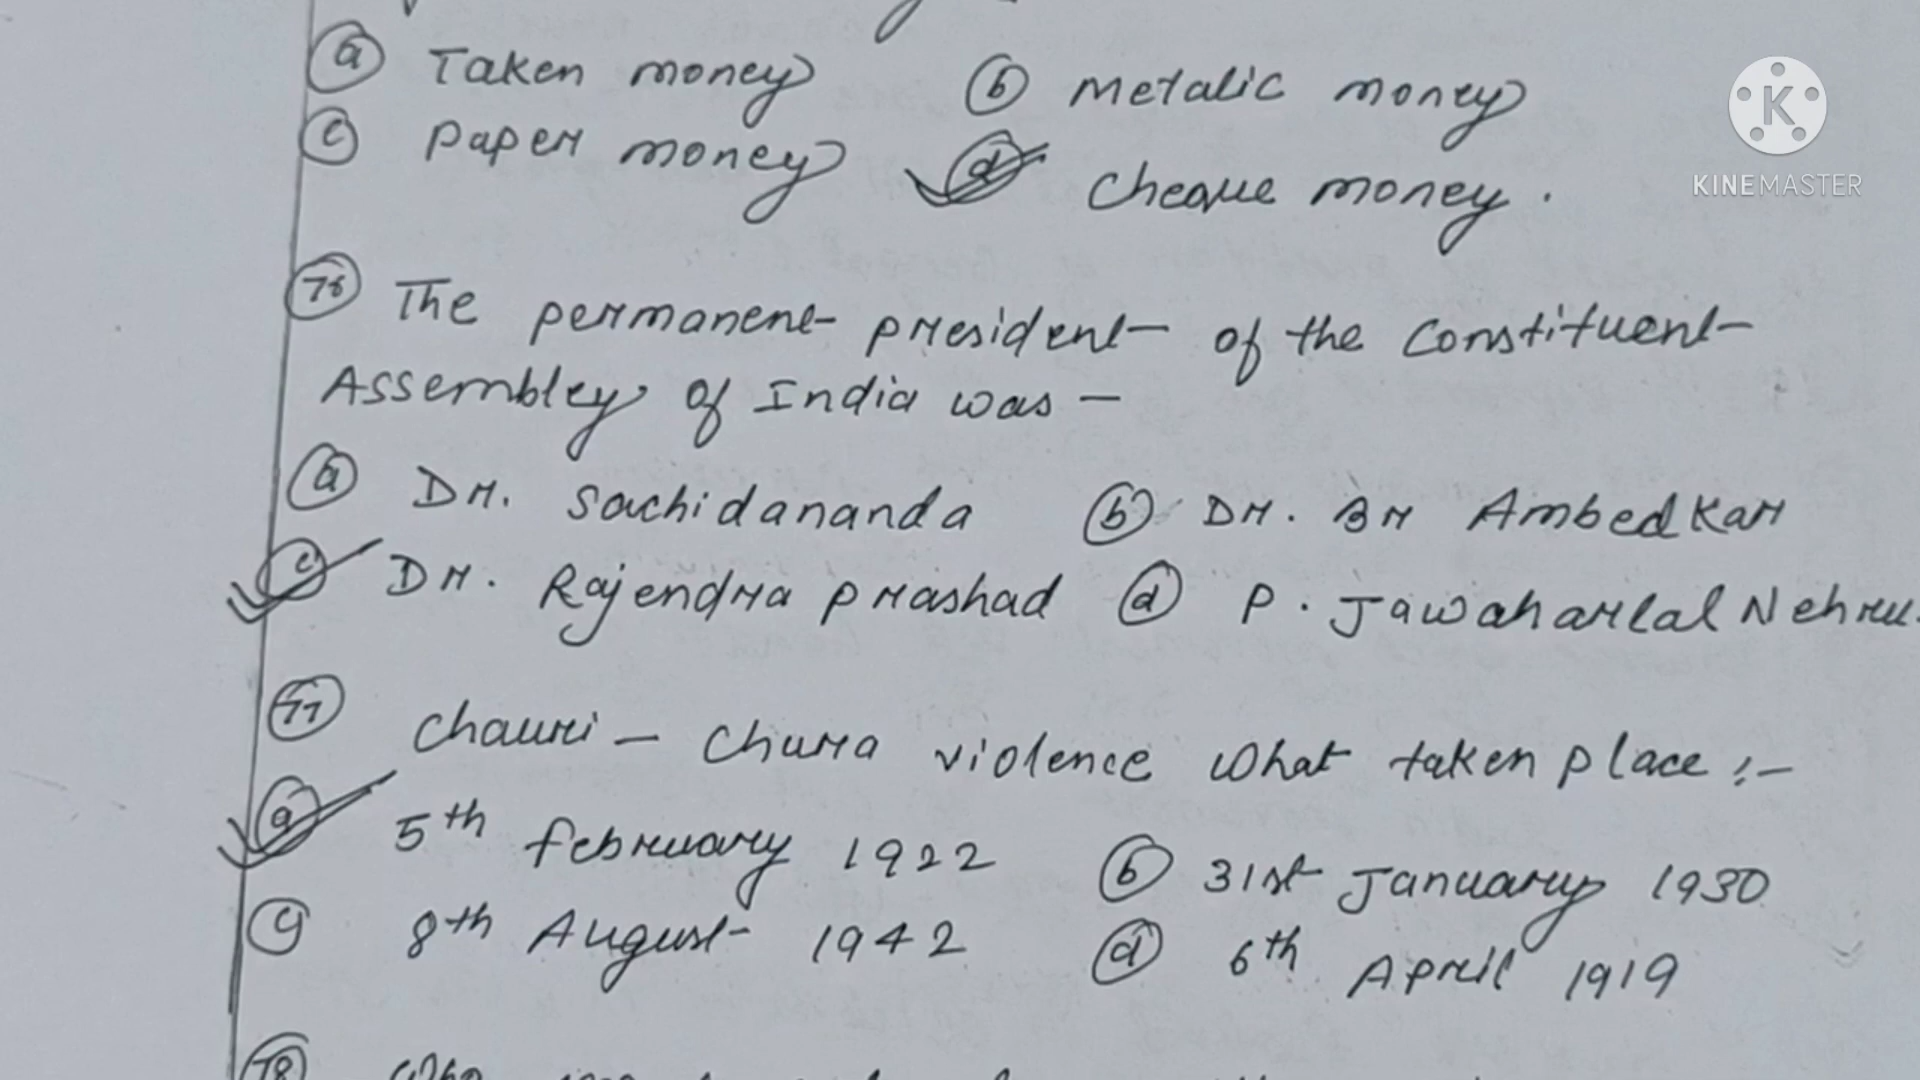 a Taken money b Metalic money
c Paper money d Cheque money.
76 The permanent president of the Constituent
Assembley of India was -
a Dr. Sachidananda b Dr. BR Ambedkar
c Dr. Rajendra Prashad d P. Jawaharlal Nehru.
77 Chauri - Chura violence what taken place :-
a 5th february 1922 b 31st January 1930
c 8th August 1942 d 6th April 1919
78
KINEMASTER